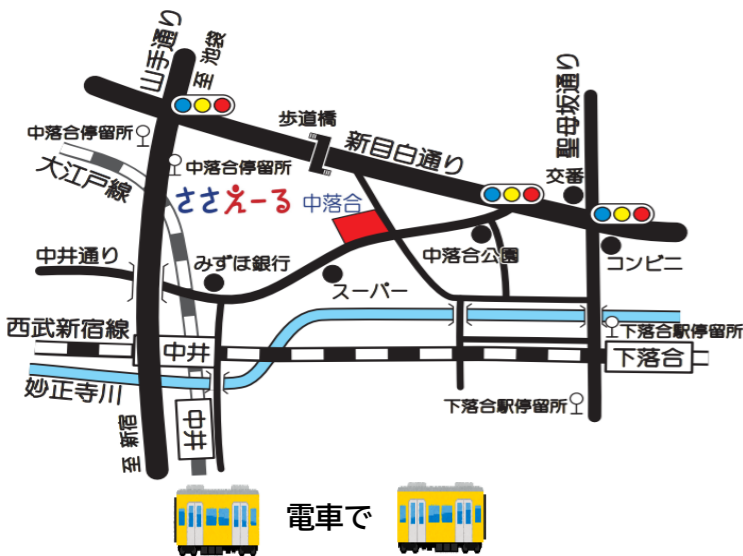 山手通り
至 池袋
聖母坂通り
歩道橋
中落合停留所
新目白通り
中落合停留所
大江戸線
交番
ささえーる 中落合
中井通り
みずほ銀行
中落合公園
コンビニ
スーパー
西武新宿線
中井
下落合駅停留所
下落合
妙正寺川
中井
下落合駅停留所
至 新宿
電車で